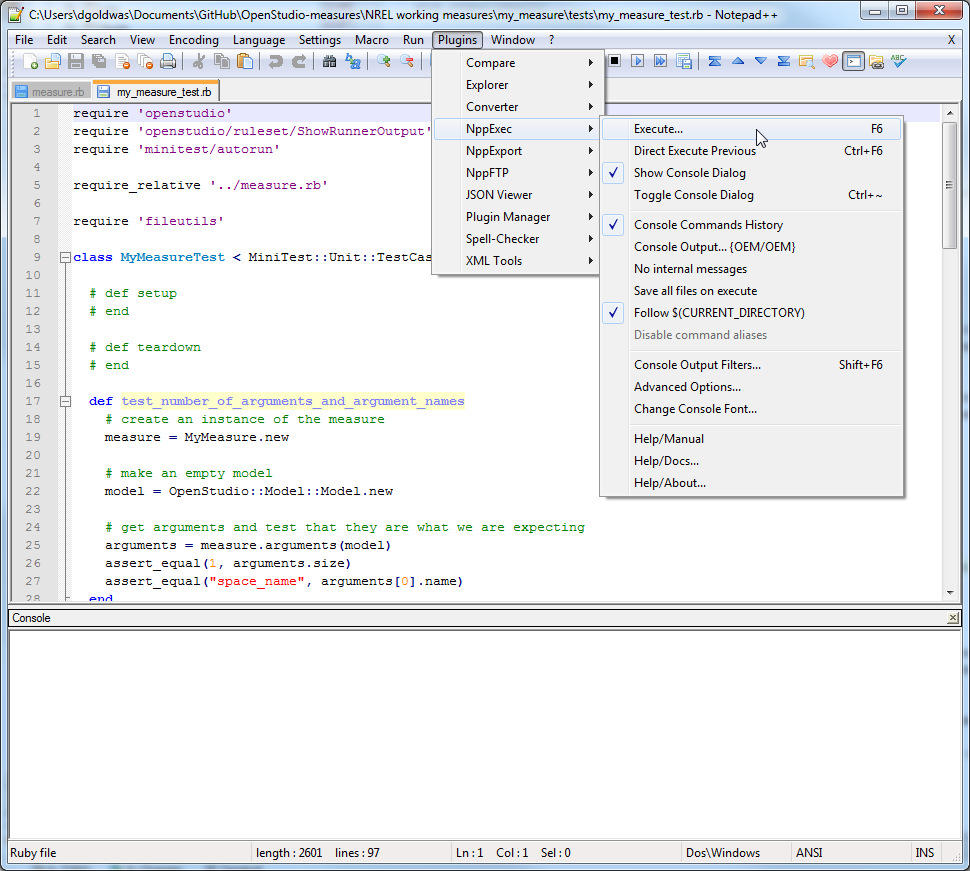 C:\Users\dgoldwas\Documents\GitHub\OpenStudio-measures\NREL working measures\my_measure\tests\my_measure_test.rb - Notepad++
File Edit Search View Encoding Language Settings Macro Run Plugins Window ? X
measure.rb my_measure_test.rb
Compare
Explorer
Converter
NppExec
NppExport
NppFTP
JSON Viewer
Plugin Manager
Spell-Checker
XML Tools
Execute... F6
Direct Execute Previous Ctrl+F6
Show Console Dialog
Toggle Console Dialog Ctrl+~
Console Commands History
Console Output... {OEM/OEM}
No internal messages
Save all files on execute
Follow $(CURRENT_DIRECTORY)
Disable command aliases
Console Output Filters... Shift+F6
Advanced Options...
Change Console Font...
Help/Manual
Help/Docs...
Help/About...
1 require 'openstudio'
2 require 'openstudio/ruleset/ShowRunnerOutput'
3 require 'minitest/autorun'
4
5 require_relative '../measure.rb'
6
7 require 'fileutils'
8
9 class MyMeasureTest < MiniTest::Unit::TestCas
10
11 # def setup
12 # end
13
14 # def teardown
15 # end
16
17 def test_number_of_arguments_and_argument_names
18 # create an instance of the measure
19 measure = MyMeasure.new
20
21 # make an empty model
22 model = OpenStudio::Model::Model.new
23
24 # get arguments and test that they are what we are expecting
25 arguments = measure.arguments(model)
26 assert_equal(1, arguments.size)
27 assert_equal("space_name", arguments[0].name)
28 end
Console
Ruby file length : 2601 lines : 97 Ln : 1 Col : 1 Sel : 0 Dos\Windows ANSI INS